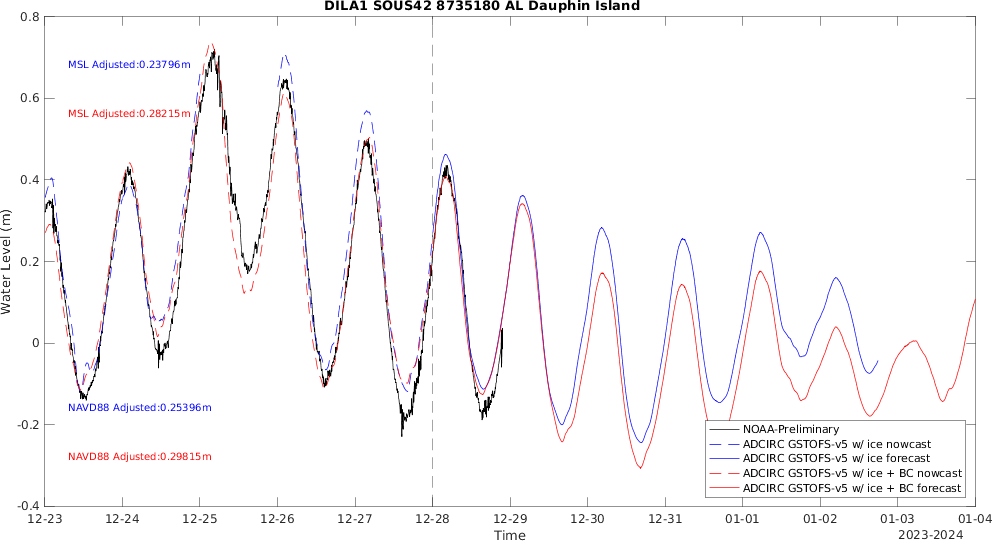 DILA1 SOUS42 8735180 AL Dauphin Island
0.8
0.6
0.4
0.2
0
-0.2
-0.4
Water Level (m)
MSL Adjusted:0.23796m
MSL Adjusted:0.28215m
NAVD88 Adjusted:0.25396m
NAVD88 Adjusted:0.29815m
NOAA-Preliminary
ADCIRC GSTOFS-v5 w/ ice nowcast
ADCIRC GSTOFS-v5 w/ ice forecast
ADCIRC GSTOFS-v5 w/ ice + BC nowcast
ADCIRC GSTOFS-v5 w/ ice + BC forecast
12-23 12-24 12-25 12-26 12-27 12-28 12-29 12-30 12-31 01-01 01-02 01-03 01-04
Time
2023-2024